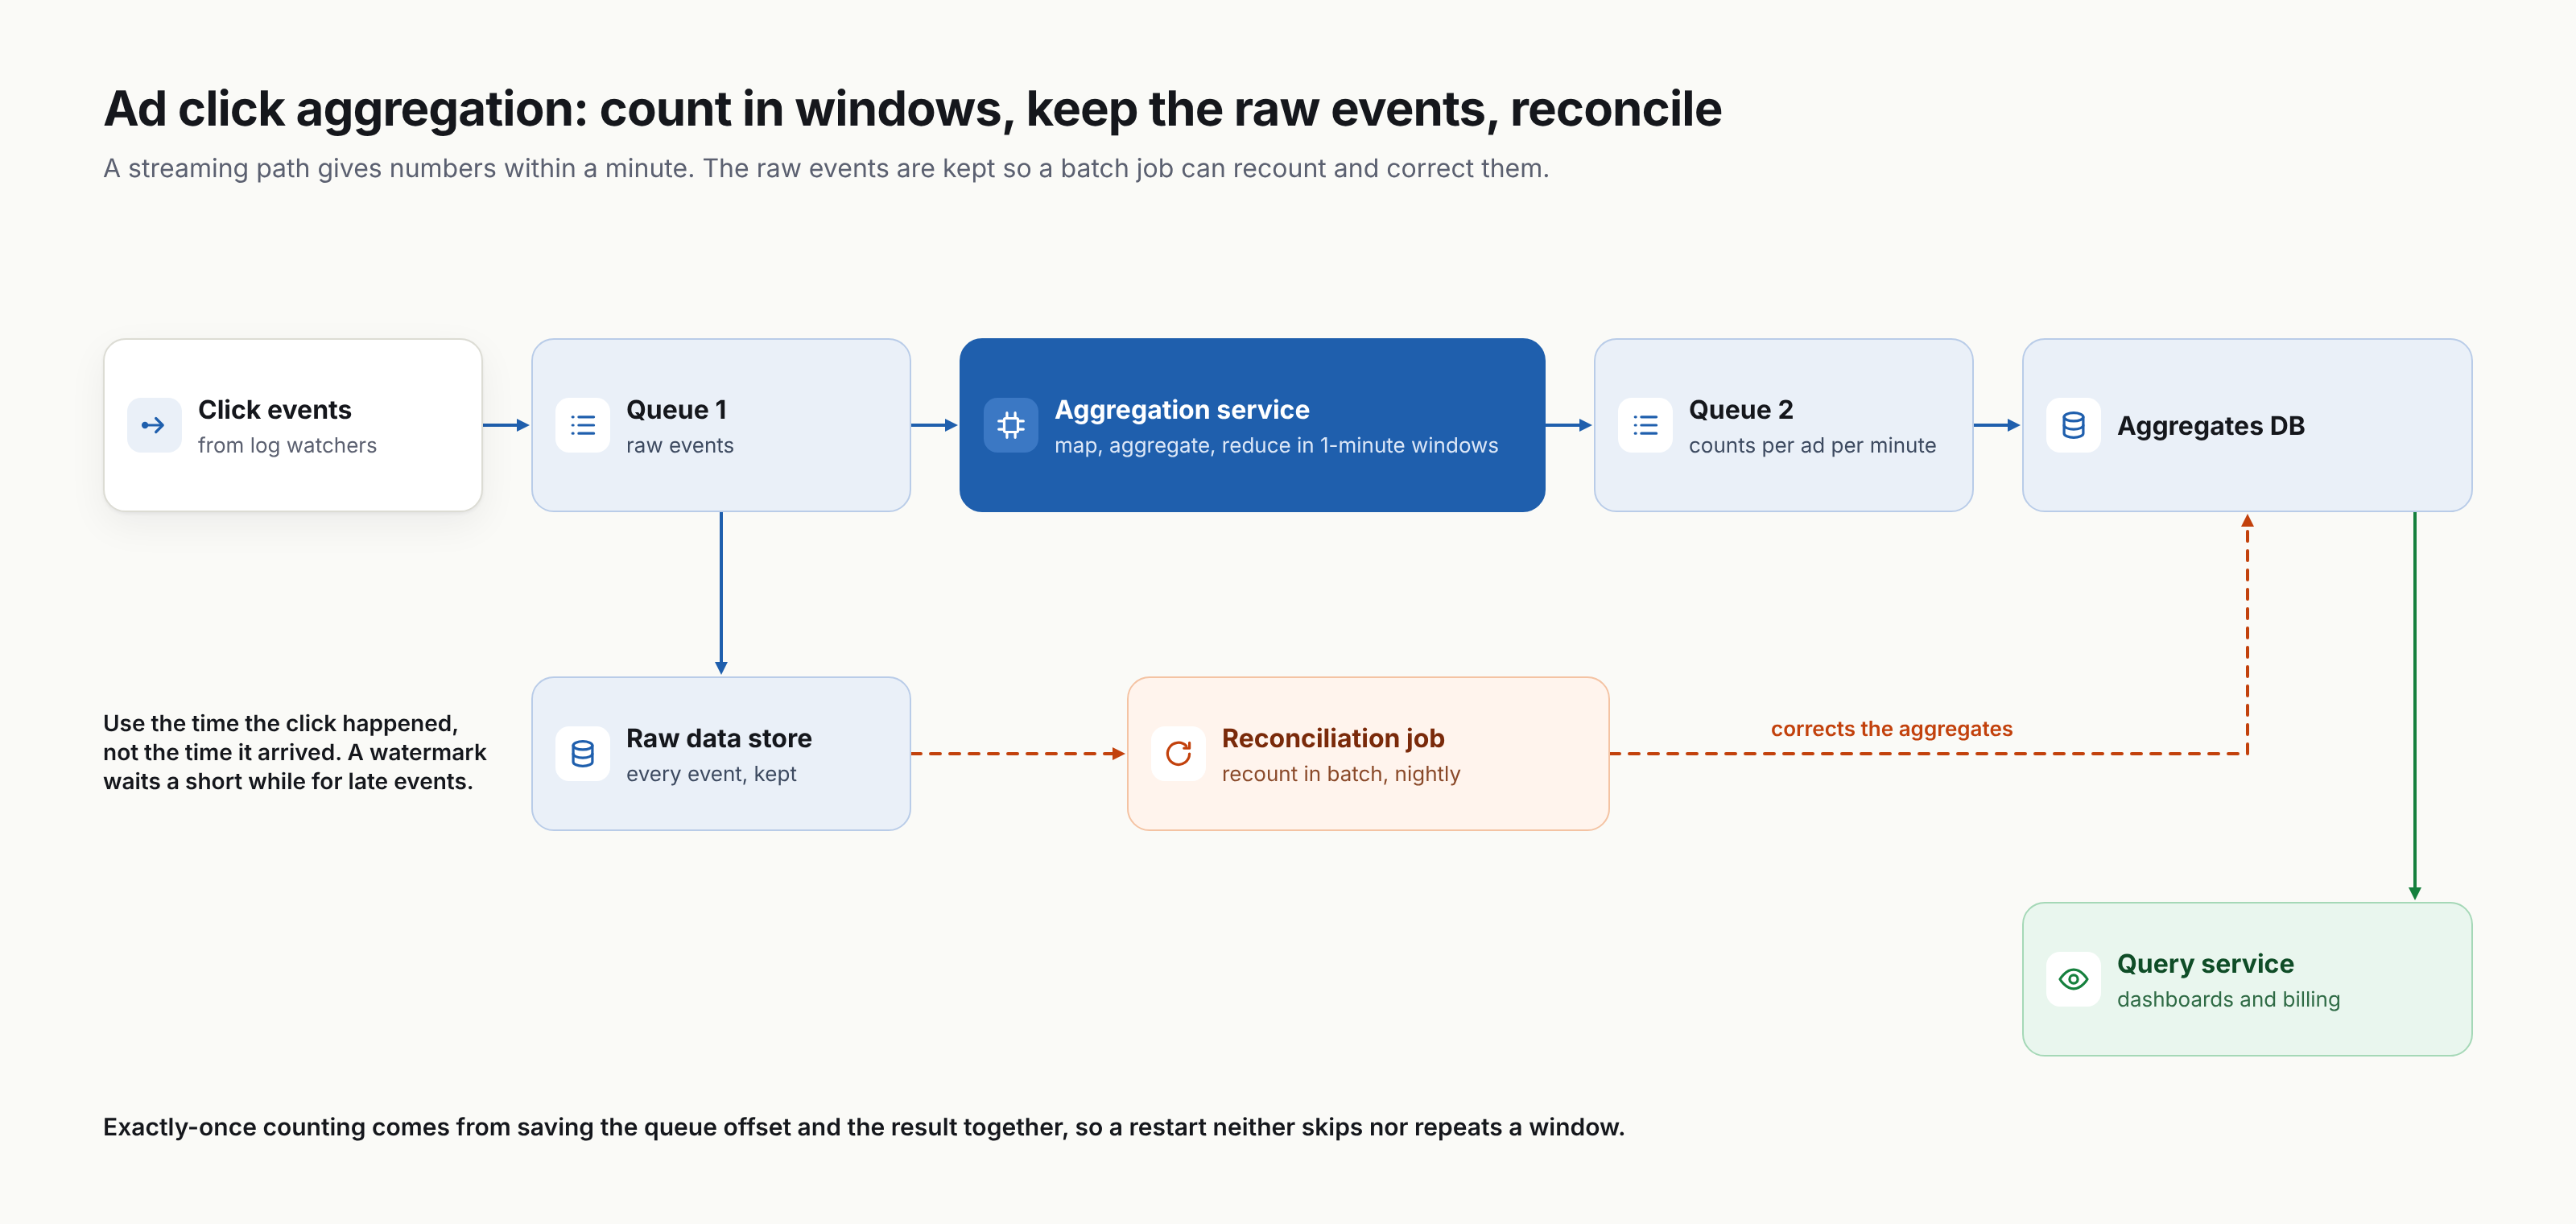 Ad click aggregation: count in windows, keep the raw events, reconcile
A streaming path gives numbers within a minute. The raw events are kept so a batch job can recount and correct them.
Click events
from log watchers
Queue 1
raw events
Aggregation service
map, aggregate, reduce in 1-minute windows
Queue 2
counts per ad per minute
Aggregates DB
Use the time the click happened,
not the time it arrived. A watermark
waits a short while for late events.
Raw data store
every event, kept
Reconciliation job
recount in batch, nightly
corrects the aggregates
Query service
dashboards and billing
Exactly-once counting comes from saving the queue offset and the result together, so a restart neither skips nor repeats a window.